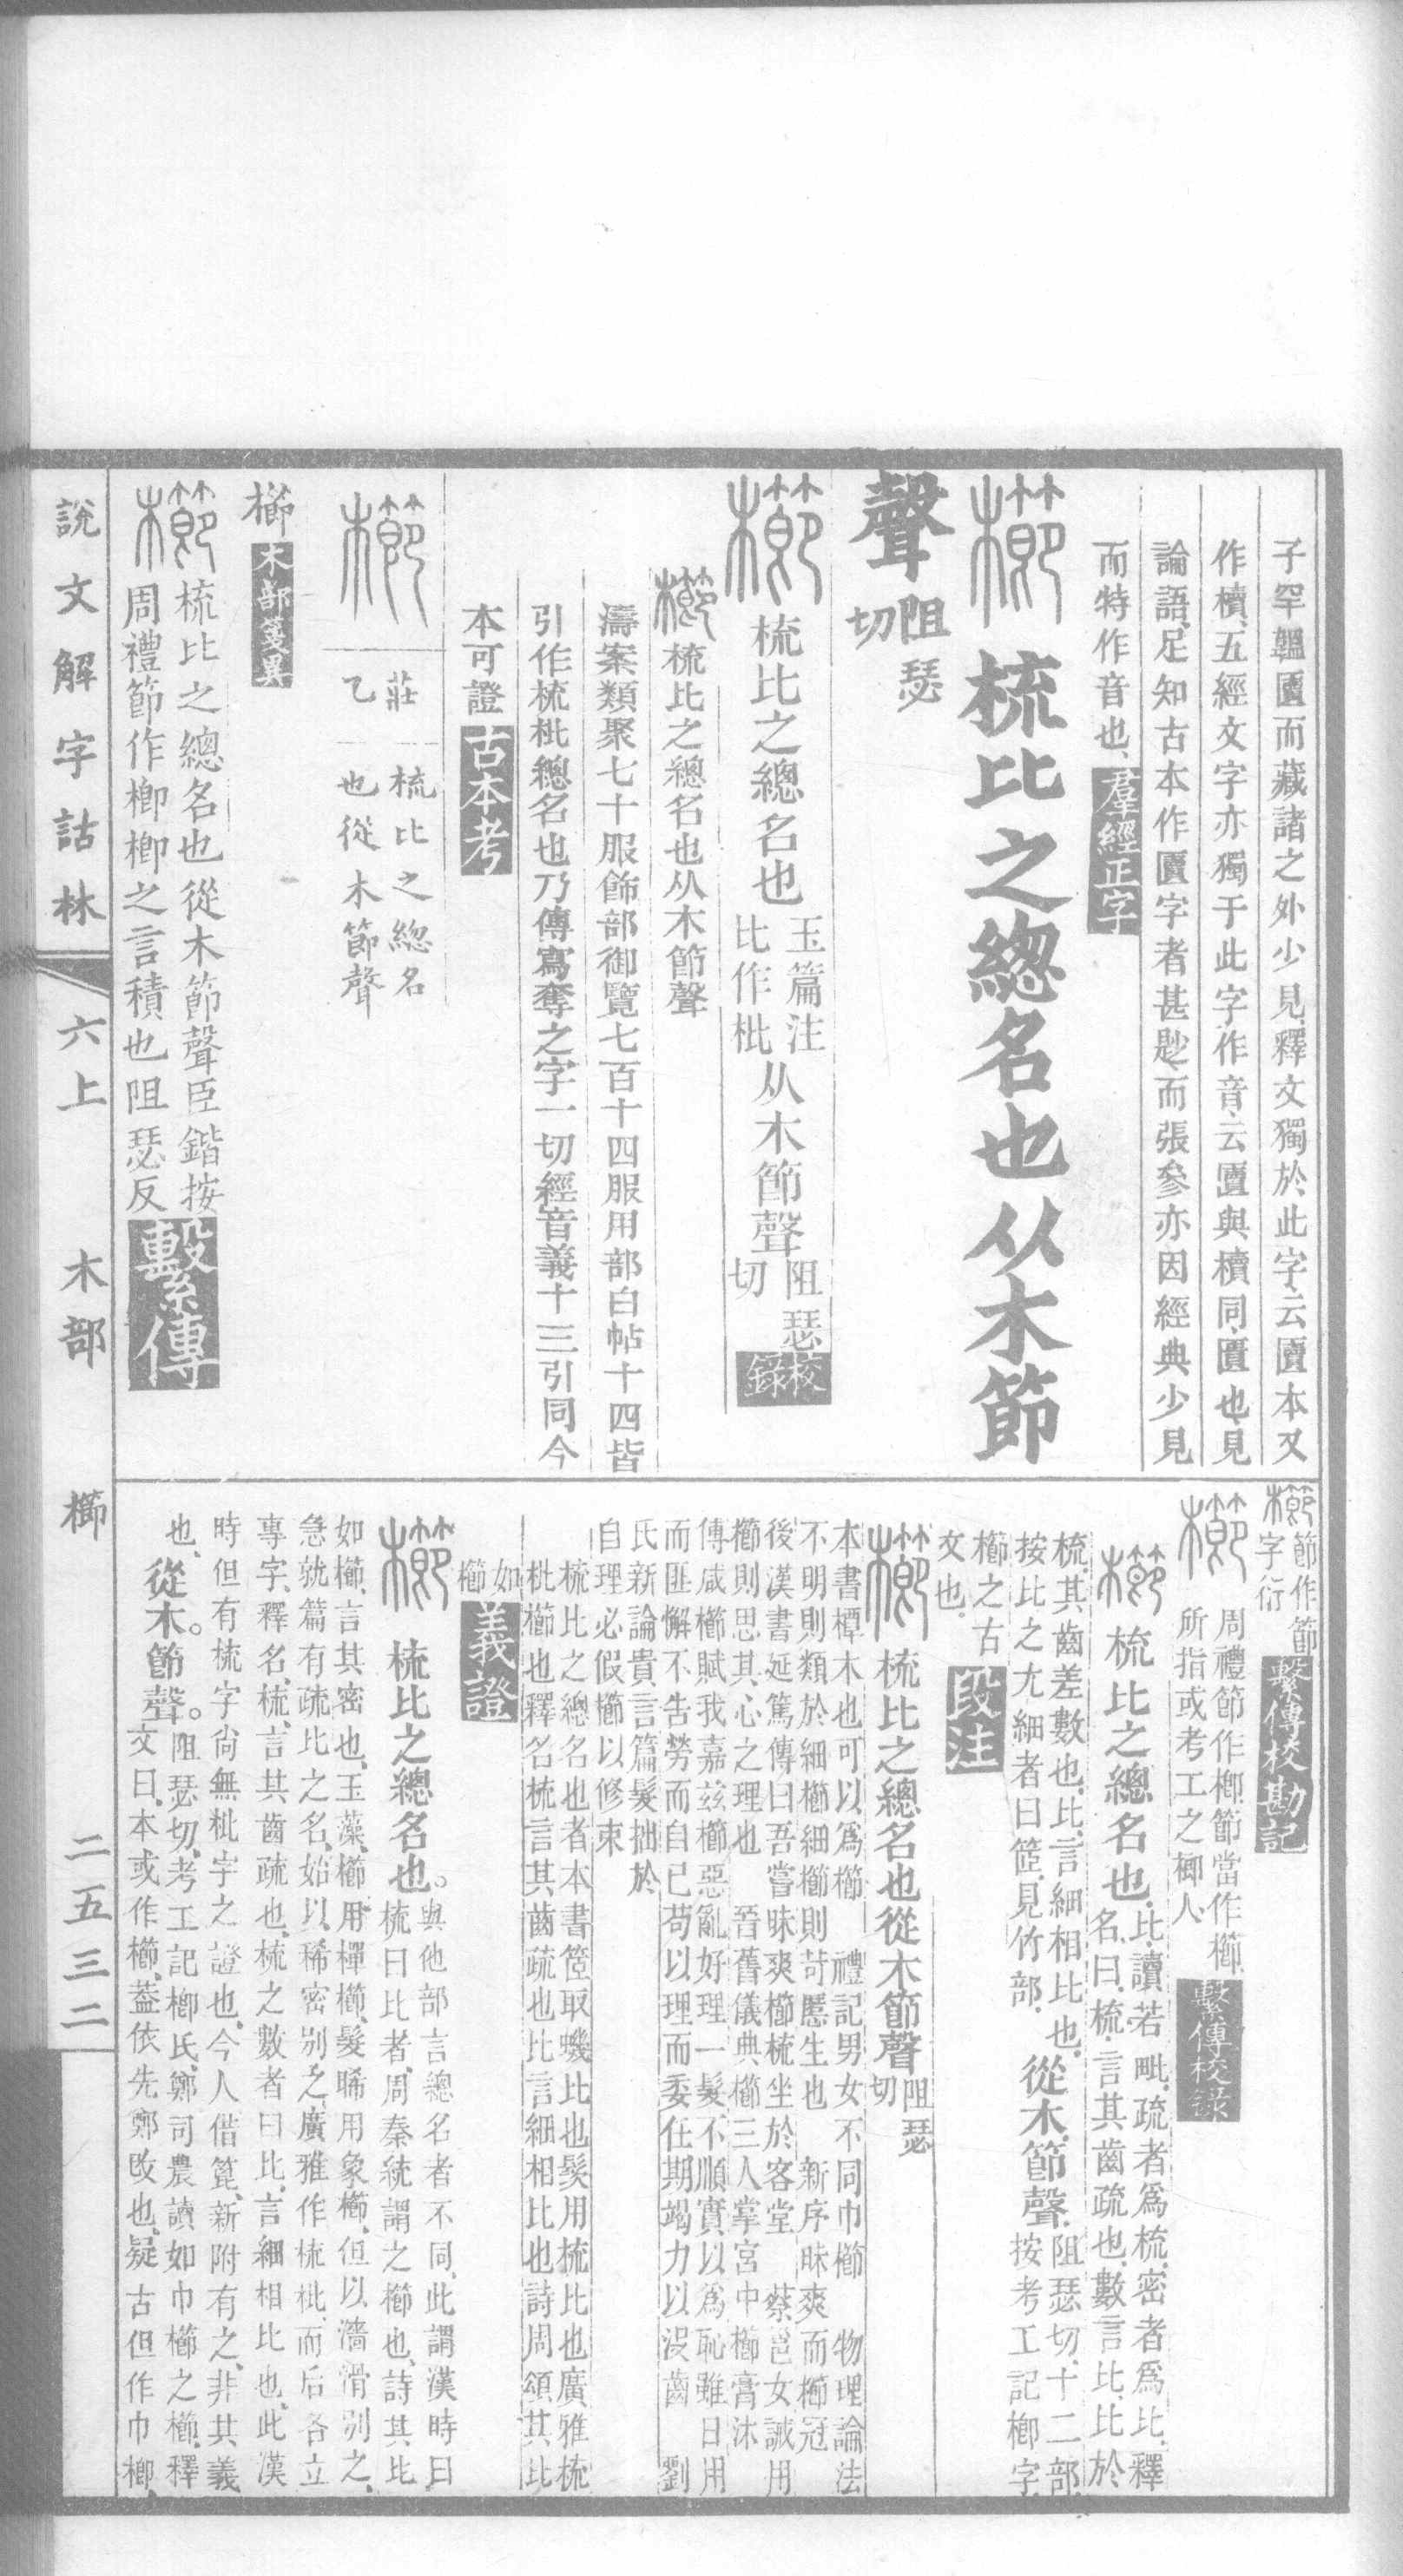 子罕韞匵而藏諸之外少見釋文獨於此字云匵本又
作櫝五經文字亦獨于此字作音云匵與櫝同匵也見
論語足知古本作匵字者甚尟而張參亦因經典少見
而特作音也羣經正字
櫛梳比之總名也从木節
聲阻瑟切
櫛梳比之總名也玉篇注比作枇从木節聲阻瑟切校錄
櫛梳比之總名也从木節聲
濤案類聚七十服飾部御覽七百十四服用部白帖十四皆
引作梳枇總名也乃傳寫奪之字一切經音義十三引同今
本可證古本考
櫛莊乙梳比之總名也從木節聲
櫛木部箋異
櫛梳比之總名也從木節聲臣鍇按
周禮節作楖楖之言積也阻瑟反繫傳
櫛節作節字衍繫傳校勘記
櫛周禮節作楖節當作櫛
所指或考工之楖人繫傳校錄
櫛梳比之總名也比讀若毗疏者爲梳密者爲比釋
名曰梳言其齒疏也數言比比於
梳其齒差數也比言細相比也
按比之尤細者曰笸見竹部從木節聲阻瑟切十二部按考工記楖字
櫛之古
文也段注
櫛梳比之總名也從木節聲阻瑟切
本書樿木也可以爲櫛 禮記男女不同巾櫛 物理論法
不明則類於細櫛細櫛則苛慝生也 新序昧爽而櫛冠
後漢書延篤傳曰吾嘗昧爽櫛梳坐於客堂 蔡邕女誡用
櫛則思其心之理也 晉舊儀典櫛三人掌宮中櫛膏沐
傳咸櫛賦我嘉茲櫛惡亂好理一髮不順實以爲恥雖日用
而匪懈不告勞而自已苟以理而委任期竭力以沒齒 劉
氏新論貴言篇髮拙於
自理必假櫛以修束
梳比之總名也者本書笸取蟣比也髮用梳比也廣雅梳
枇櫛也釋名梳言其齒疏也比言細相比也詩周頌其比
如櫛義證
櫛梳比之總名也。與他部言總名者不同此謂漢時曰
梳曰比者周秦統謂之櫛也詩其比
如櫛言其密也玉藻櫛用樿櫛髮晞用象櫛但以濇滑別之
急就篇有疏比之名始以稀密別之廣雅作梳枇而后各立
專字釋名梳言其齒疏也梳之數者曰比言細相比也此漢
時但有梳字尙無枇字之證也今人借篦新附有之非其義
也從木。節聲。阻瑟切考工記楖氏鄭司農讀如巾櫛之櫛釋
文曰本或作櫛蓋依先鄭改也疑古但作巾楖
說文解字詁林 六上 木部 櫛 二五三二